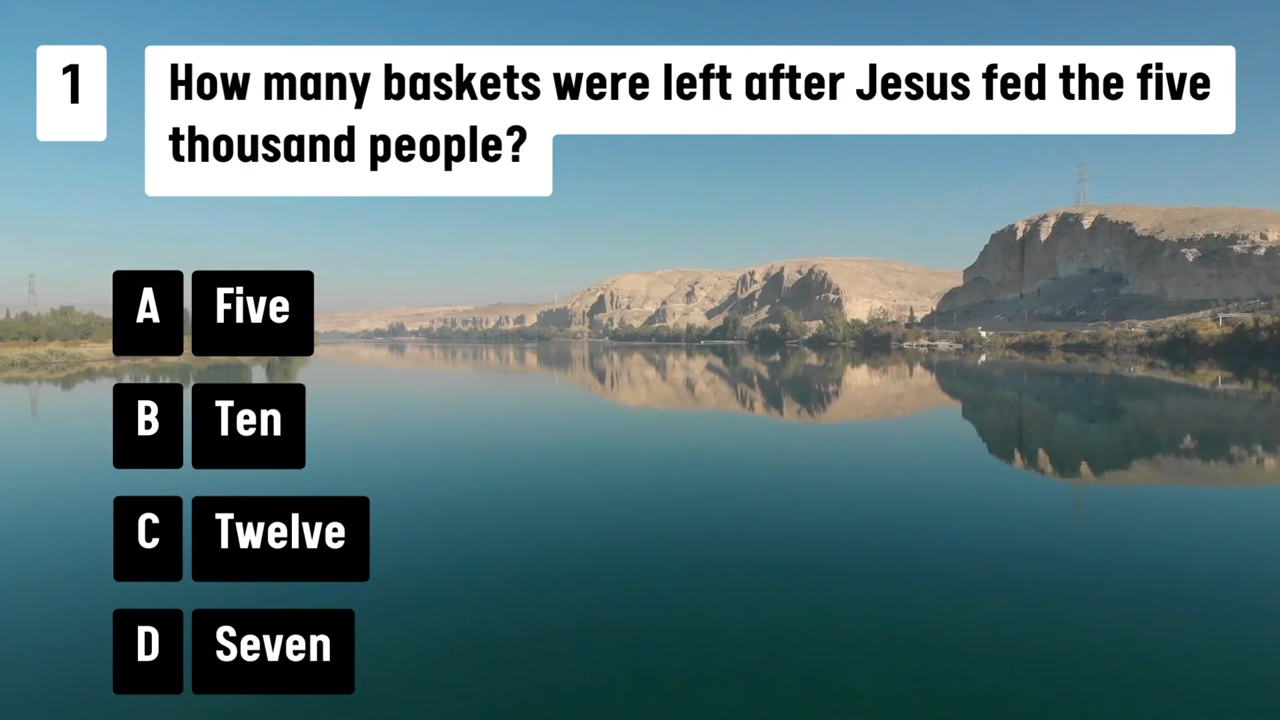 1
How many baskets were left after Jesus fed the five
thousand people?
A Five
B Ten
C Twelve
D Seven